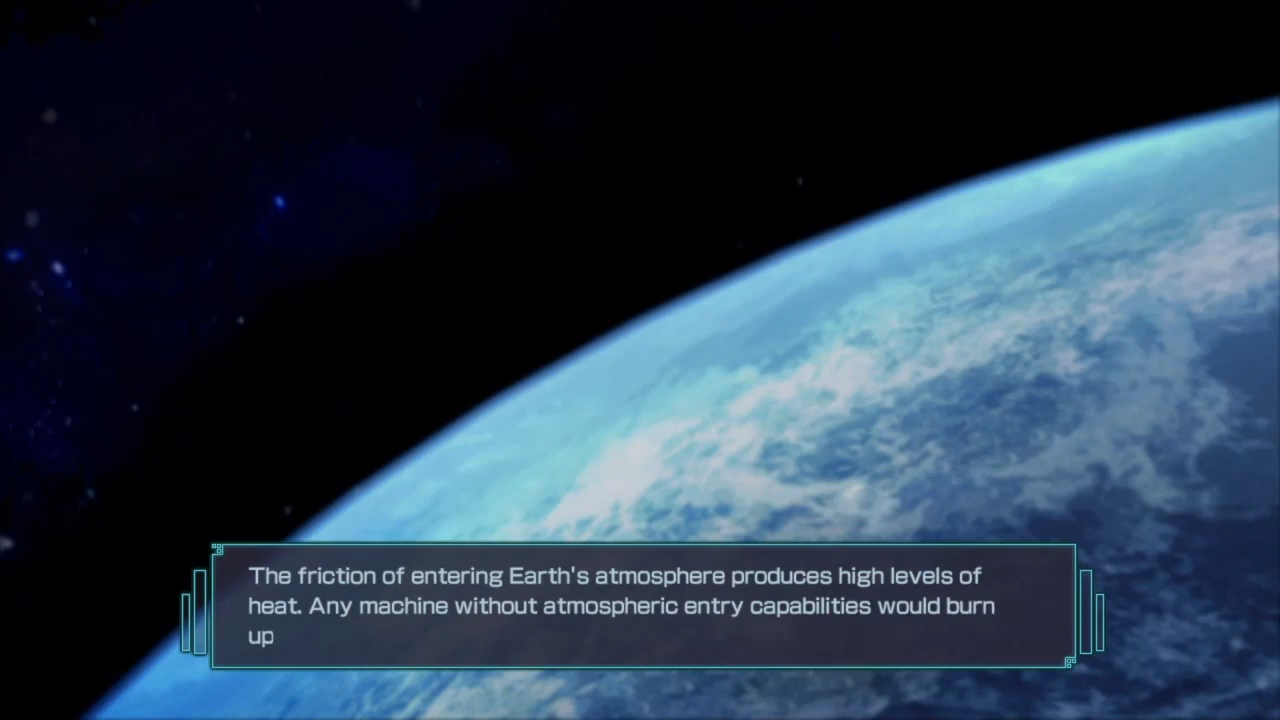 The friction of entering Earth's atmosphere produces high levels of
heat. Any machine without atmospheric entry capabilities would burn
up